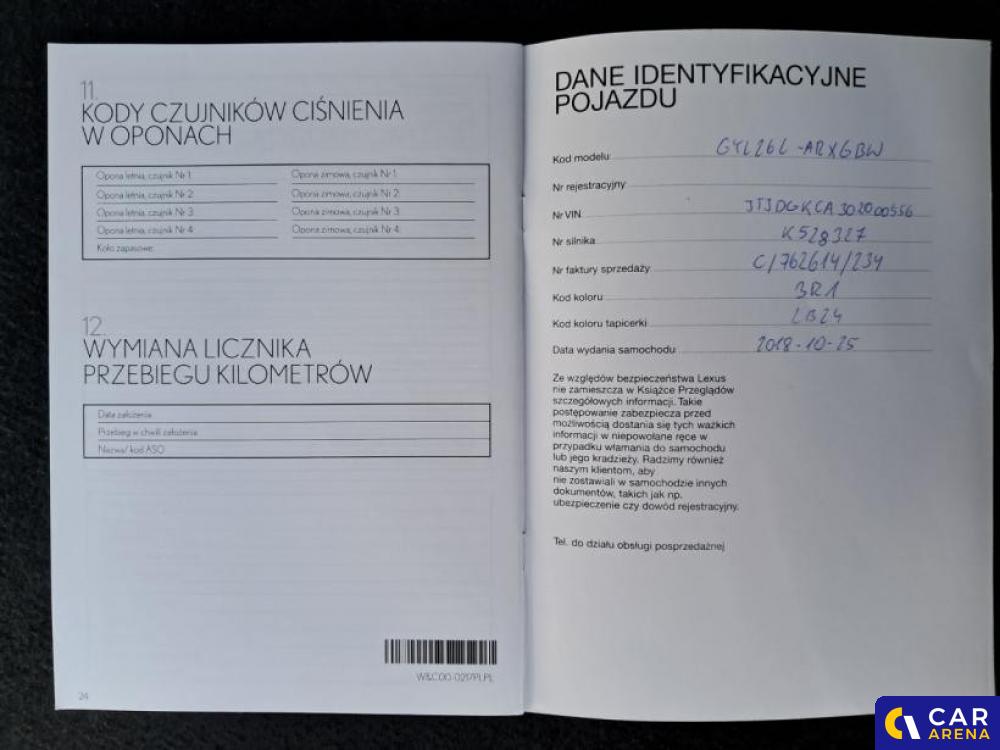 11.
KODY CZUJNIKÓW CIŚNIENIA
W OPONACH
Opona letnia, czujnik Nr 1: Opona zimowa, czujnik Nr 1:
Opona letnia, czujnik Nr 2: Opona zimowa, czujnik Nr 2:
Opona letnia, czujnik Nr 3: Opona zimowa, czujnik Nr 3:
Opona letnia, czujnik Nr 4: Opona zimowa, czujnik Nr 4:
Koło zapasowe:
12.
WYMIANA LICZNIKA
PRZEBIEGU KILOMETRÓW
Data założenia
Przebieg w chwili założenia
Nazwa/ kod ASO
W&C00-0217PLPL
24
DANE IDENTYFIKACYJNE
POJAZDU
Kod modelu GYL26L-ARXGBW
Nr rejestracyjny
Nr VIN JTJDGKCA302000556
Nr silnika K528327
Nr faktury sprzedaży C/762614/234
Kod koloru 3R1
Kod koloru tapicerki LB24
Data wydania samochodu 2018-10-25
Ze względów bezpieczeństwa Lexus
nie zamieszcza w Książce Przeglądów
szczegółowych informacji. Takie
postępowanie zabezpiecza przed
możliwością dostania się tych ważkich
informacji w niepowołane ręce w
przypadku włamania do samochodu
lub jego kradzieży. Radzimy również
naszym klientom, aby
nie zostawiali w samochodzie innych
dokumentów, takich jak np.
ubezpieczenie czy dowód rejestracyjny.
Tel. do działu obsługi posprzedażnej
CAR
ARENA